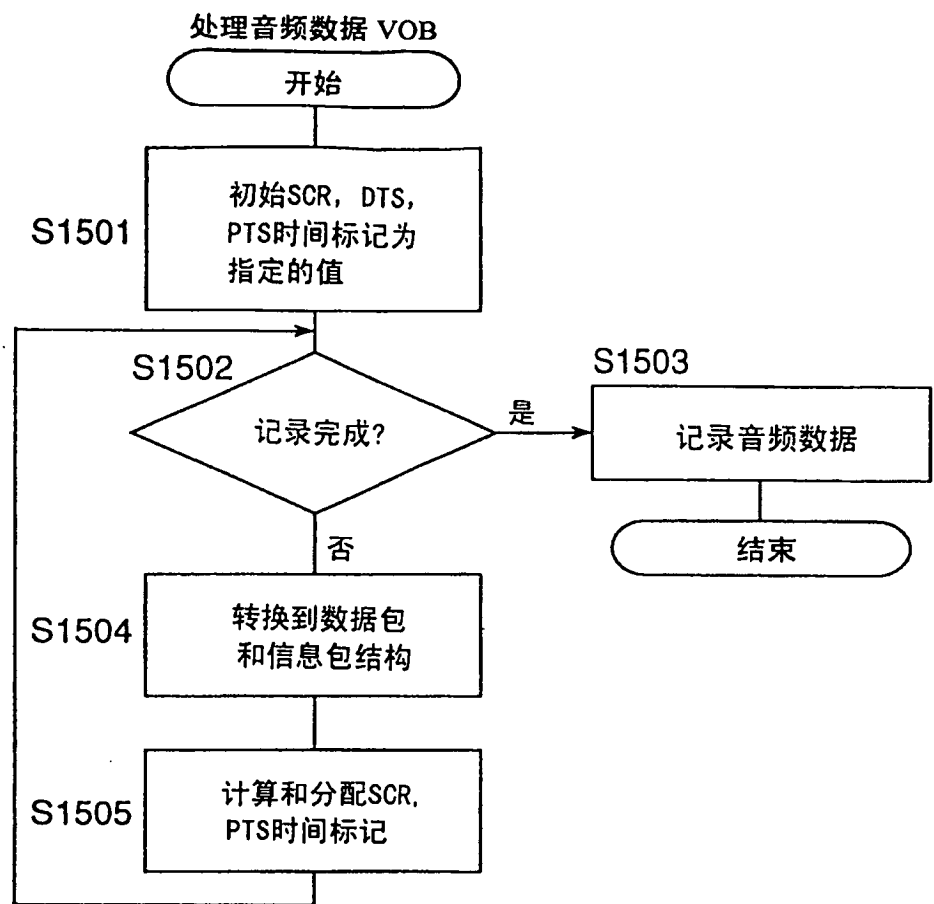 处理音频数据 VOB
开始
S1501
初始SCR, DTS,
PTS时间标记为
指定的值
S1502
记录完成?
是
S1503
记录音频数据
结束
否
S1504
转换到数据包
和信息包结构
S1505
计算和分配SCR,
PTS时间标记